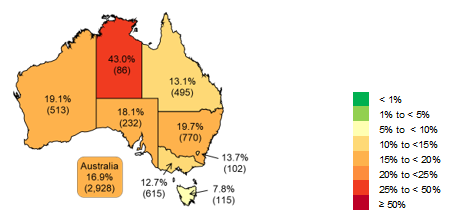 43.0%
(86)
13.1%
(495)
19.1%
(513)
18.1%
(232)
19.7%
(770)
13.7%
(102)
12.7%
(615)
7.8%
(115)
Australia
16.9%
(2,928)
< 1%
1% to < 5%
5% to < 10%
10% to <15%
15% to < 20%
20% to <25%
25% to < 50%
≥ 50%